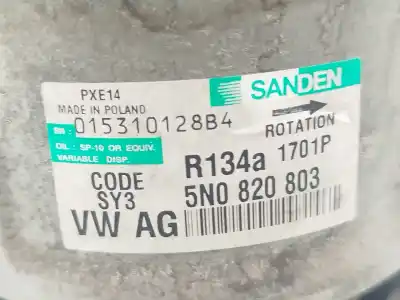 PXE14
SANDEN
MADE IN POLAND
SN: 015310128B4
ROTATION
OIL: SP-10 OR EQUIV.
VARIABLE DISP.
R134a 1701P
CODE
SY3
5N0 820 803
VW AG